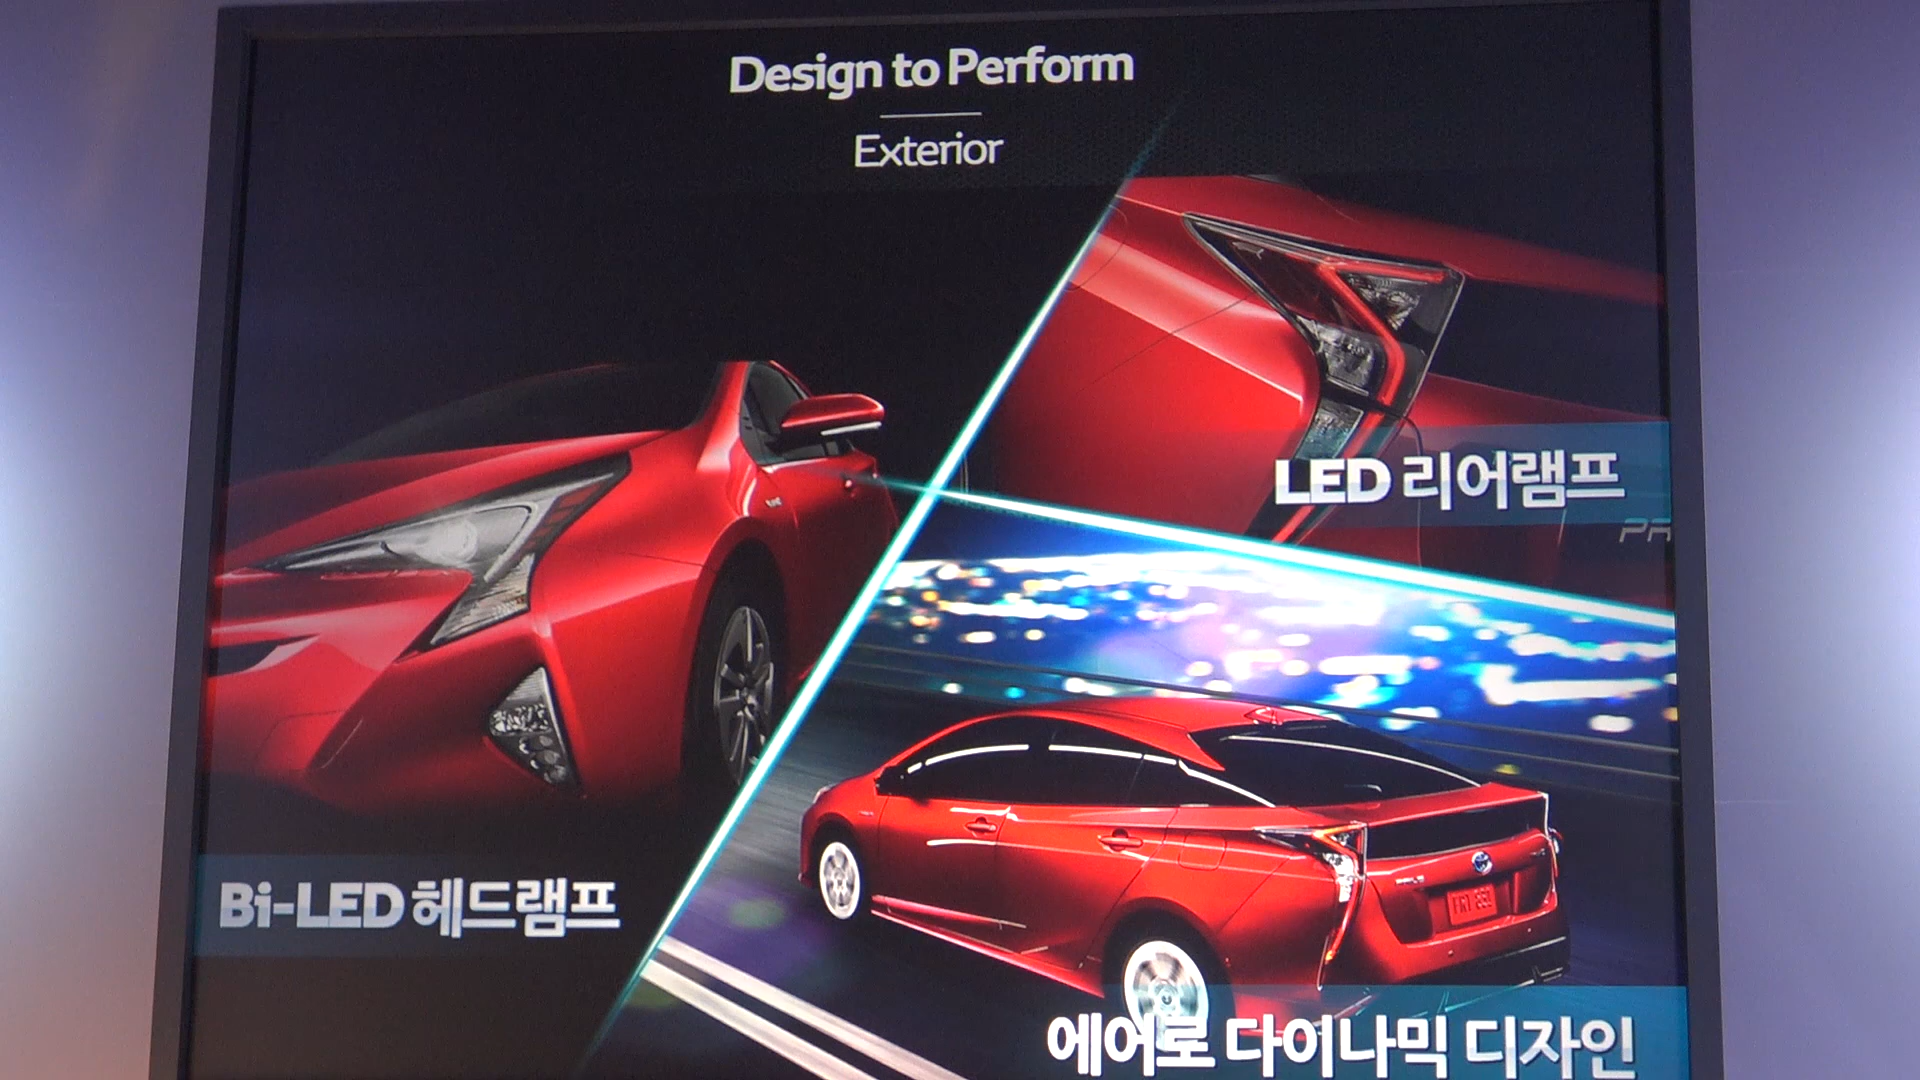 Design to Perform
Exterior
LED 리어램프
Bi-LED 헤드램프
에어로 다이나믹 디자인